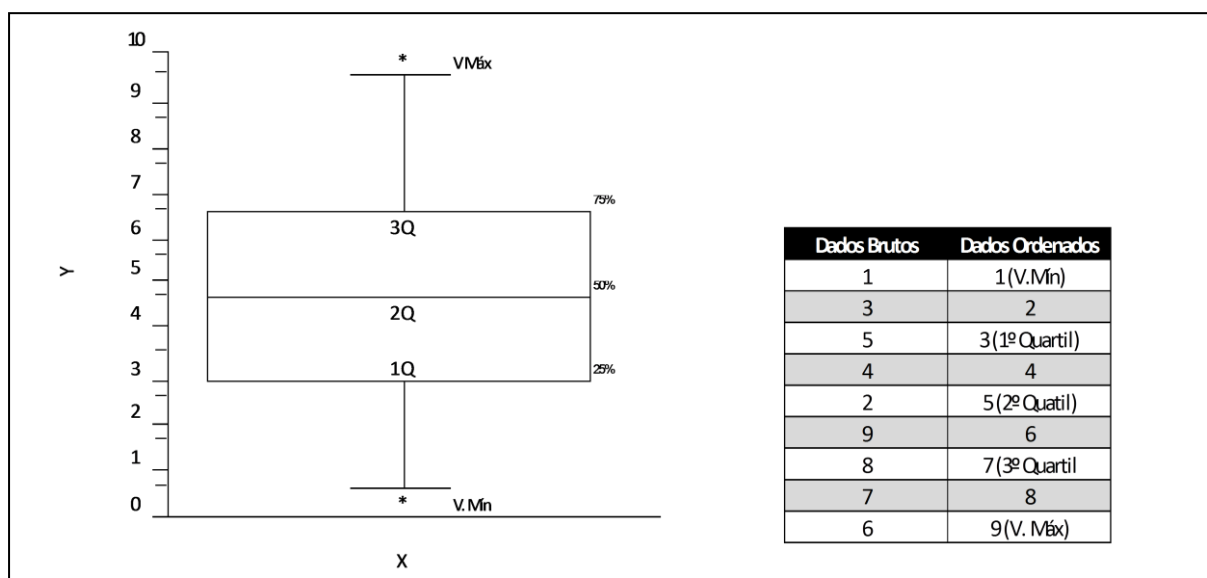 10
9
8
7
6
5
4
3
2
1
0
Y
X
*
V Máx
75%
3Q
50%
2Q
1Q
25%
*
V. Mín
Dados Brutos Dados Ordenados
1 1 (V.Mín)
3 2
5 3 (1º Quartil)
4 4
2 5 (2º Quatil)
9 6
8 7 (3º Quartil
7 8
6 9 (V. Máx)